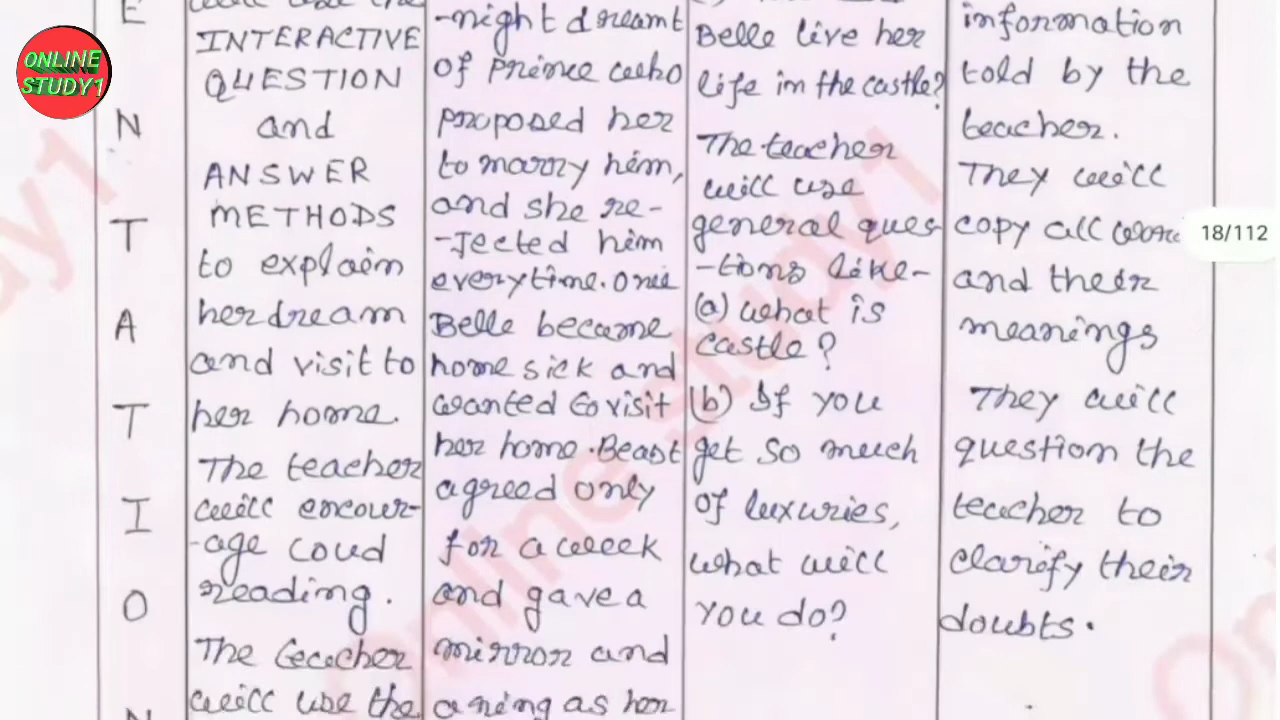 ONLINE
STUDY1
E
N
T
A
T
I
O
N
INTERACTIVE
QUESTION
and
ANSWER
METHODS
to explain
her dream
and visit to
her home.
The teacher
will encour-
-age loud
reading.
The teacher
will use the
-night dreamt
of Prince who
proposed her
to marry him,
and she re-
-jected him
everytime. Once
Belle became
home sick and
wanted to visit
her home. Beast
agreed only
for a week
and gave a
mirror and
a ring as her
Belle live her
life in the castle?
The teacher
will use
general ques
-tions like-
(a) what is
castle?
(b) If you
get so much
of luxuries,
what will
you do?
information
told by the
teacher.
They will
copy all
and their
meanings
They will
question the
teacher to
clarify their
doubts.
18/112
online study1